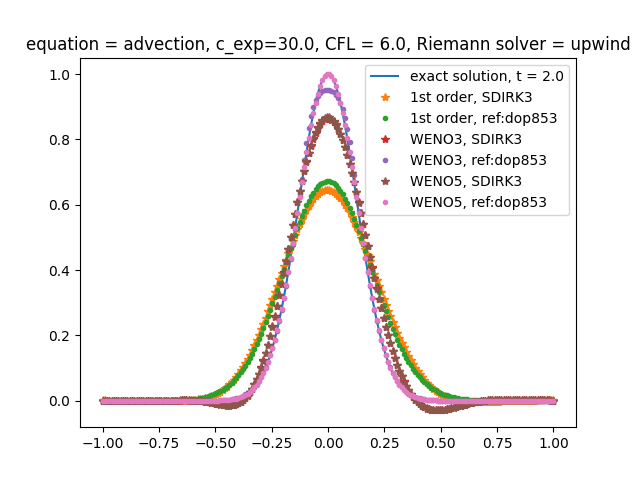 equation = advection, c_exp=30.0, CFL = 6.0, Riemann solver = upwind
1.0
0.8
0.6
0.4
0.2
0.0
exact solution, t = 2.0
1st order, SDIRK3
1st order, ref:dop853
WENO3, SDIRK3
WENO3, ref:dop853
WENO5, SDIRK3
WENO5, ref:dop853
−1.00 −0.75 −0.50 −0.25 0.00 0.25 0.50 0.75 1.00